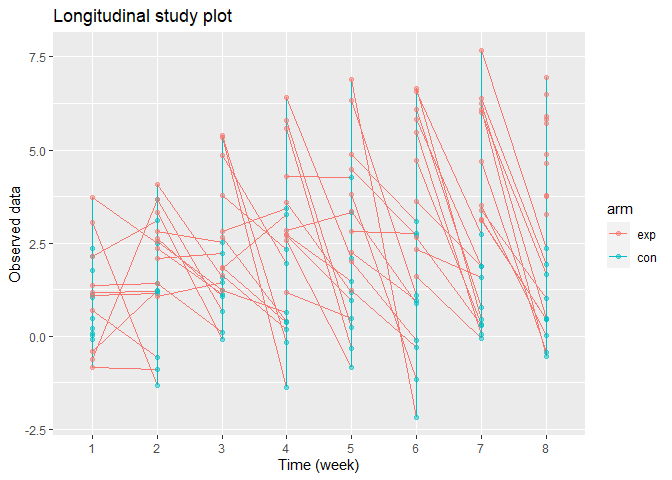 Longitudinal study plot
7.5
5.0
2.5
0.0
-2.5
Observed data
1 2 3 4 5 6 7 8
Time (week)
arm
exp
con